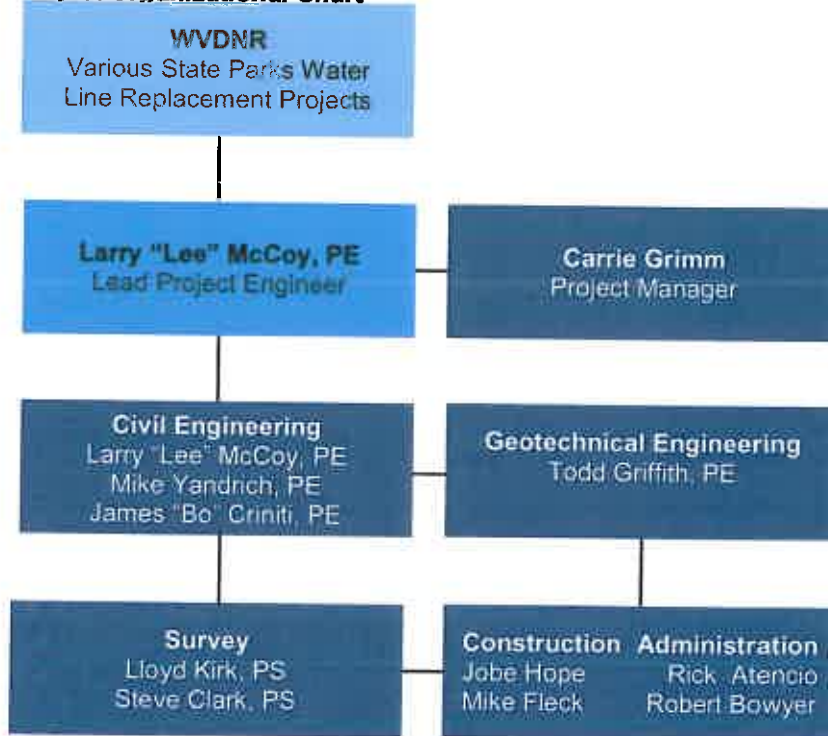 Organizational Chart
WVDNR
Various State Parks Water
Line Replacement Projects
Larry "Lee" McCoy, PE
Lead Project Engineer
Carrie Grimm
Project Manager
Civil Engineering
Larry "Lee" McCoy, PE
Mike Yandrich, PE
James "Bo" Criniti, PE
Geotechnical Engineering
Todd Griffith, PE
Survey
Lloyd Kirk, PS
Steve Clark, PS
Construction Administration
Jobe Hope Rick Atencio
Mike Fleck Robert Bowyer